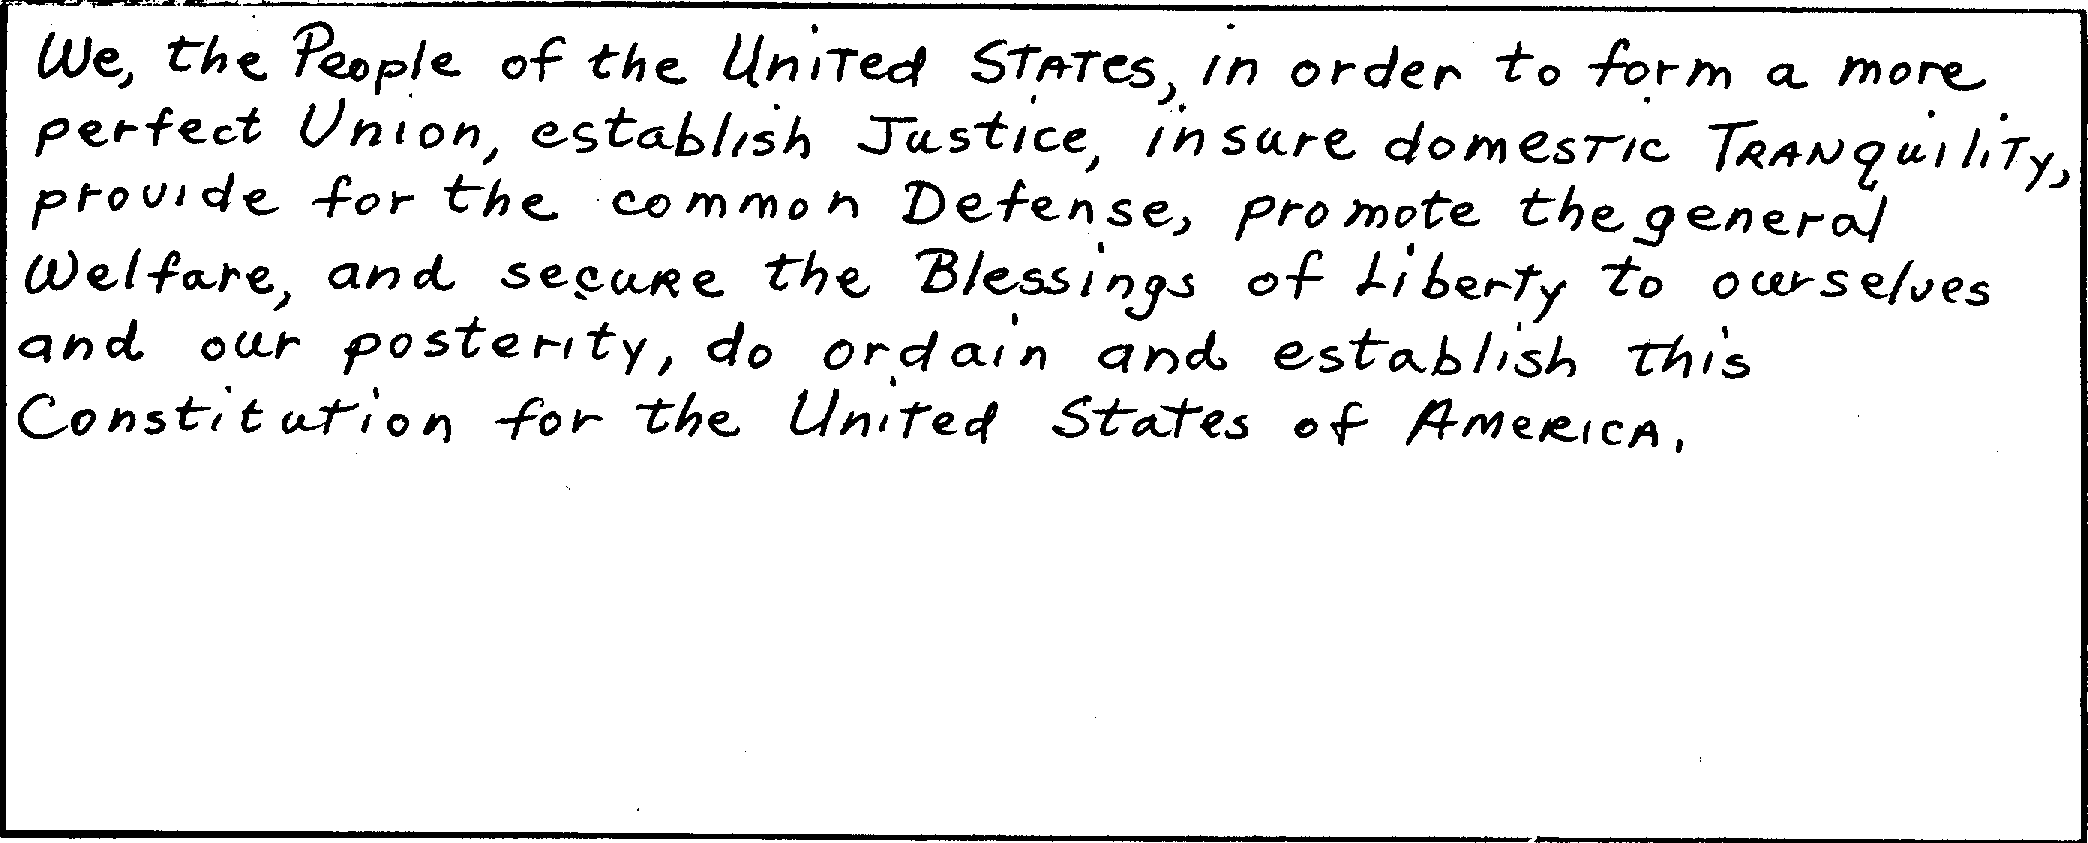 We, the People of the United States, in order to form a more
perfect Union, establish Justice, insure domestic Tranquility,
provide for the common Defense, promote the general
Welfare, and secure the Blessings of Liberty to ourselves
and our posterity, do ordain and establish this
Constitution for the United States of America.